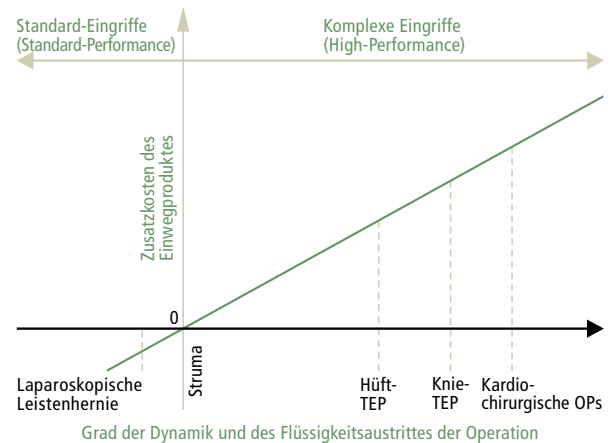 Standard-Eingriffe
(Standard-Performance)
Komplexe Eingriffe
(High-Performance)
Zusatzkosten des
Einwegproduktes
0
Laparoskopische
Leistenhernie
Struma
Hüft-
TEP
Knie-
TEP
Kardio-
chirurgische OPs
Grad der Dynamik und des Flüssigkeitsaustrittes der Operation